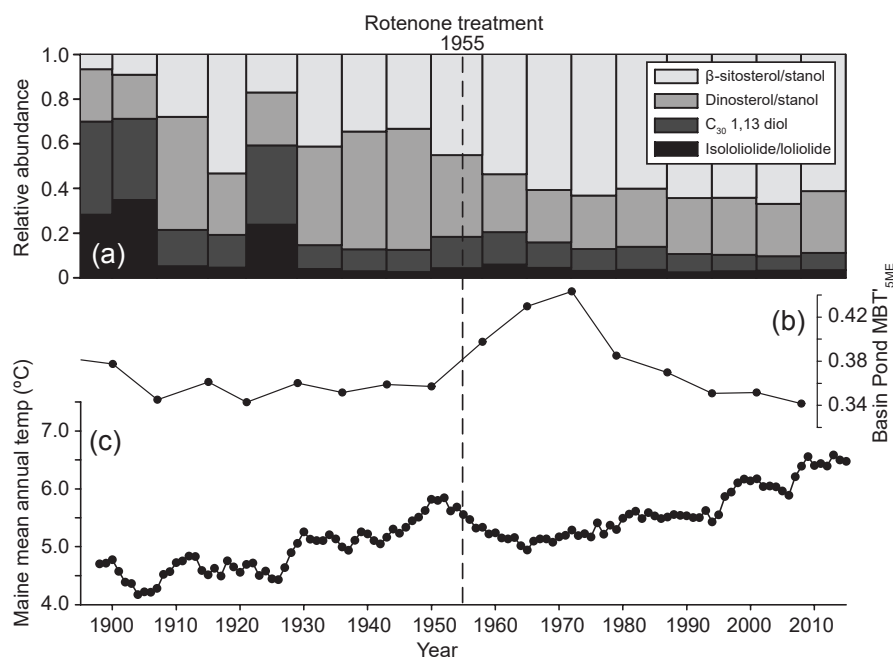 Rotenone treatment
1955
1.0
0.8
0.6
0.4
0.2
0
Relative abundance
(a)
β-sitosterol/stanol
Dinosterol/stanol
C30 1,13 diol
Isololiolide/loliolide
(b)
0.42
0.38
0.34
Basin Pond MBT'5ME
(c)
7.0
6.0
5.0
4.0
Maine mean annual temp (ºC)
1900 1910 1920 1930 1940 1950 1960 1970 1980 1990 2000 2010
Year